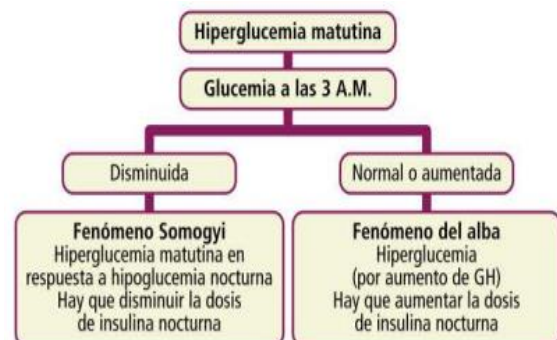 Hiperglucemia matutina
Glucemia a las 3 A.M.
Disminuida
Normal o aumentada
Fenómeno Somogyi
Hiperglucemia matutina en
respuesta a hipoglucemia nocturna
Hay que disminuir la dosis
de insulina nocturna
Fenómeno del alba
Hiperglucemia
(por aumento de GH)
Hay que aumentar la dosis
de insulina nocturna